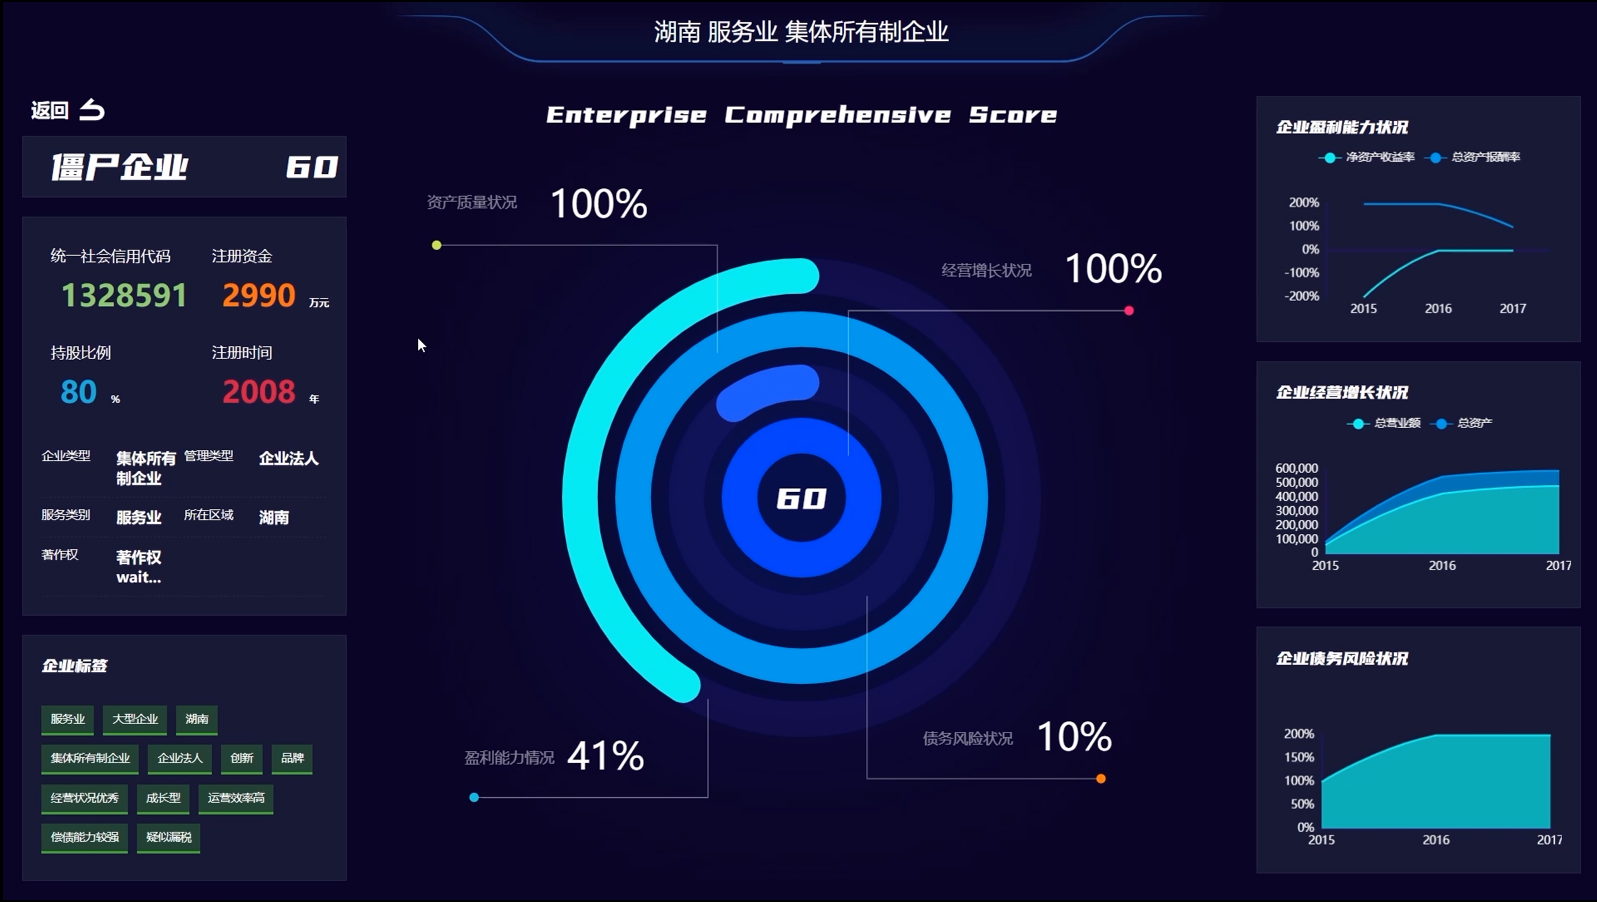 湖南 服务业 集体所有制企业
返回
僵尸企业 60
统一社会信用代码 注册资金
1328591 2990 万元
持股比例 注册时间
80 % 2008 年
企业类型 集体所有制企业 管理类型 企业法人
服务类别 服务业 所在区域 湖南
著作权 著作权
wait...
企业标签
服务业 大型企业 湖南
集体所有制企业 企业法人 创新 品牌
经营状况优秀 成长型 运营效率高
偿债能力较强 疑似漏税
Enterprise Comprehensive Score
资产质量状况 100%
经营增长状况 100%
60
盈利能力情况 41%
债务风险状况 10%
企业盈利能力状况
净资产收益率 总资产报酬率
200%
100%
0%
-100%
-200%
2015 2016 2017
企业经营增长状况
总营业额 总资产
600,000
500,000
400,000
300,000
200,000
100,000
0
2015 2016 2017
企业债务风险状况
200%
150%
100%
50%
0%
2015 2016 2017